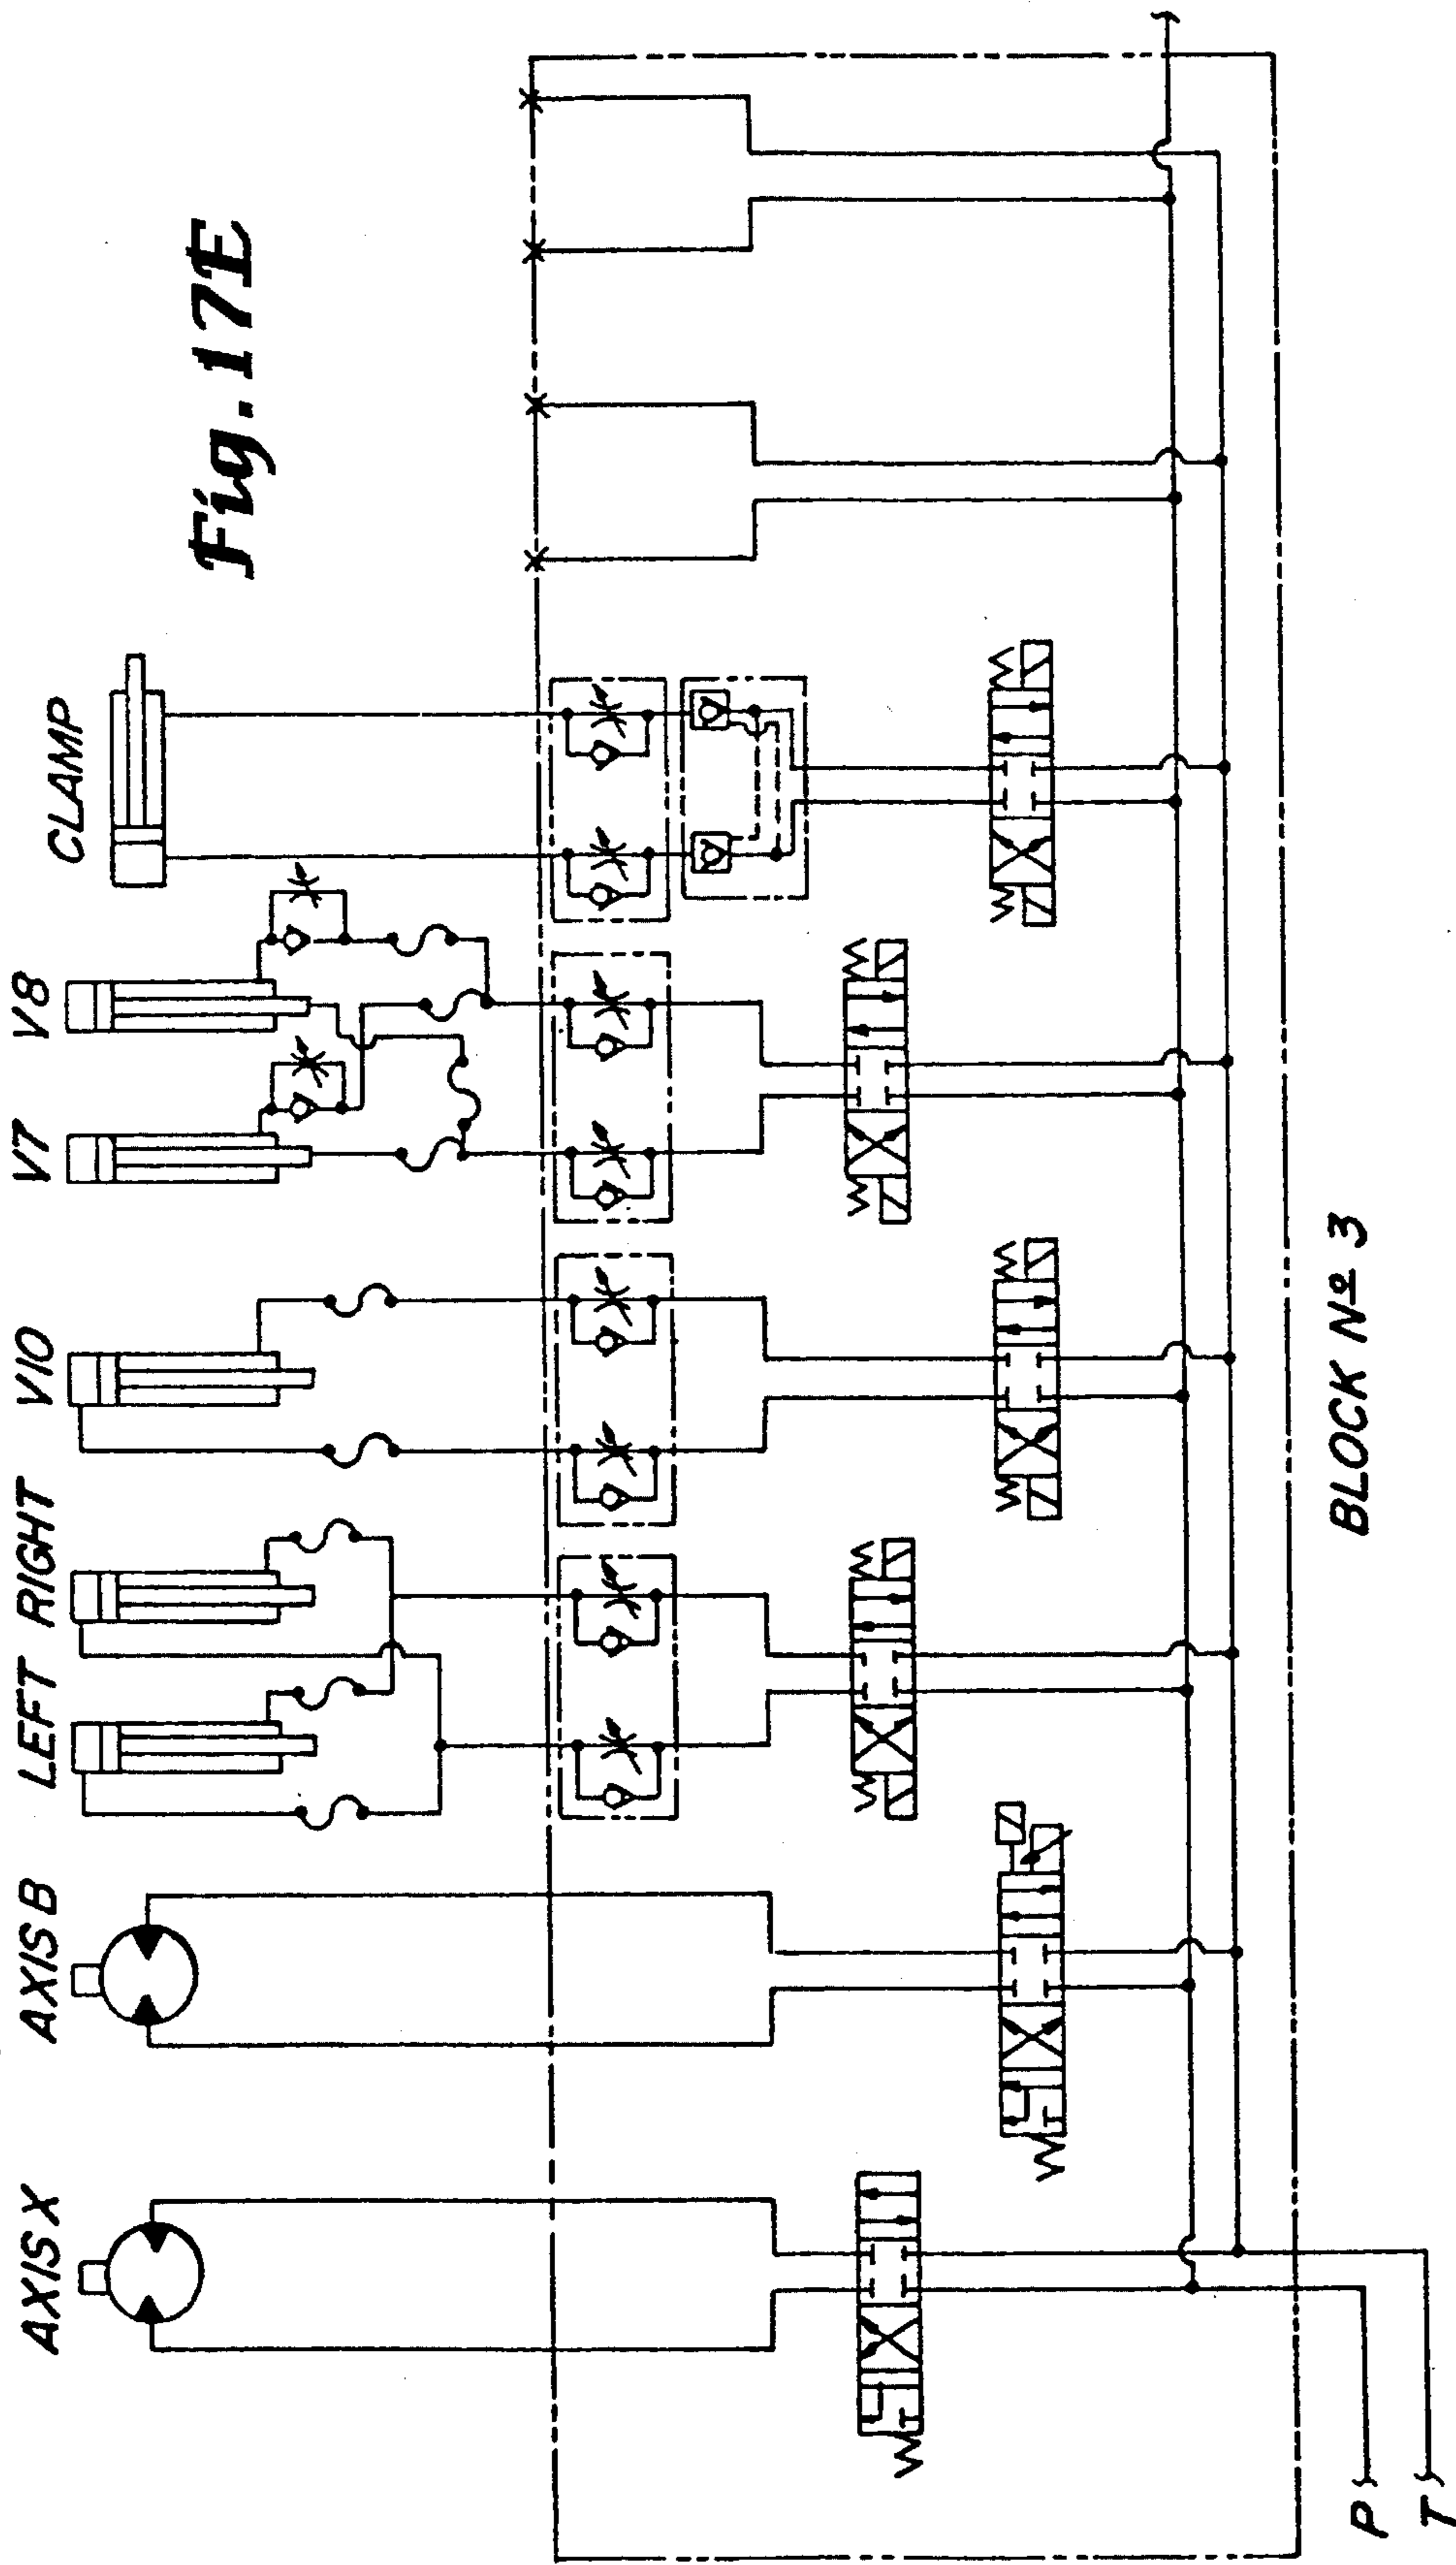 Fig. 17E
AXIS X
AXIS B
LEFT
RIGHT
V10
V7
V8
CLAMP
P
T
BLOCK Nº 3